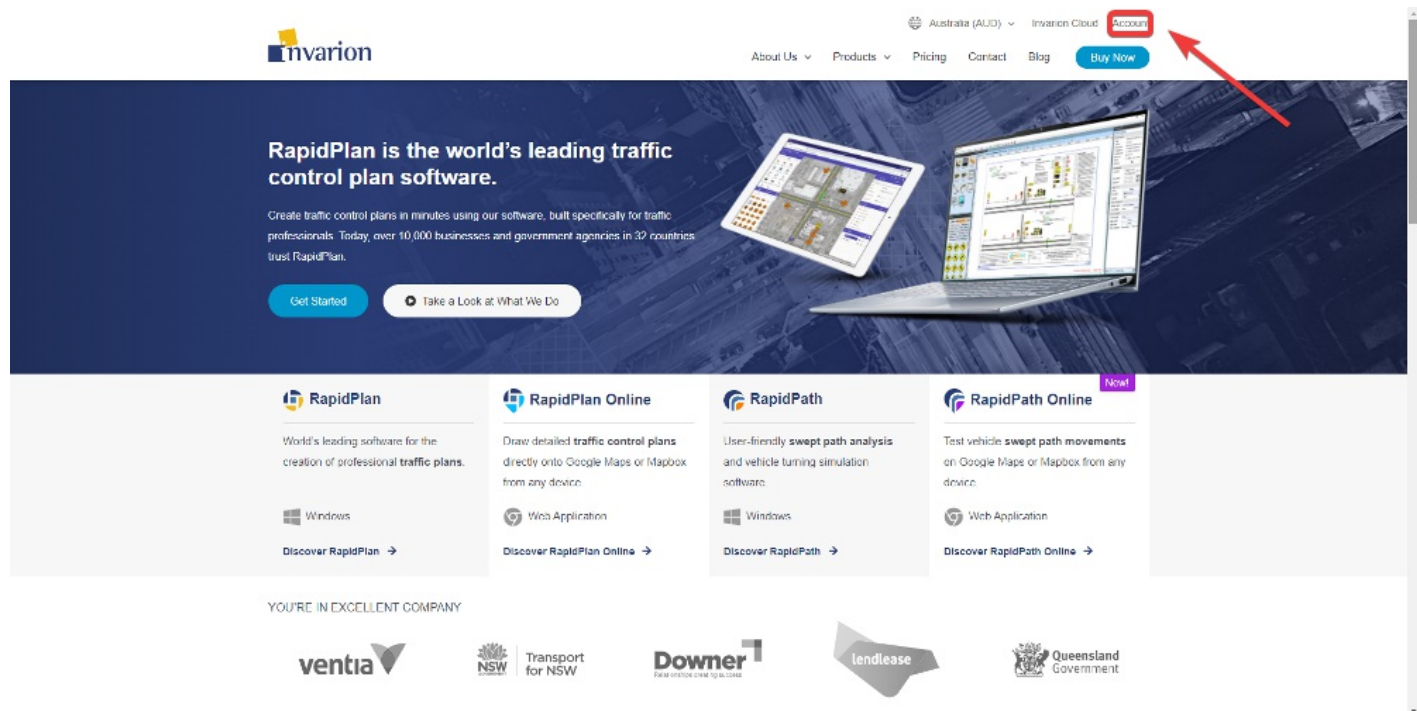 Australia (AUD) Invarion Cloud Account
invarion
About Us Products Pricing Contact Blog Buy Now
RapidPlan is the world's leading traffic
control plan software.
Create traffic control plans in minutes using our software, built specifically for traffic
professionals. Today, over 10,000 businesses and government agencies in 32 countries
trust RapidPlan.
Get Started Take a Look at What We Do
RapidPlan
World's leading software for the
creation of professional traffic plans.
Windows
Discover RapidPlan →
RapidPlan Online
Draw detailed traffic control plans
directly onto Google Maps or Mapbox
from any device
Web Application
Discover RapidPlan Online →
RapidPath
User-friendly swept path analysis
and vehicle turning simulation
software
Windows
Discover RapidPath →
New!
RapidPath Online
Test vehicle swept path movements
on Google Maps or Mapbox from any
device
Web Application
Discover RapidPath Online →
YOU'RE IN EXCELLENT COMPANY
ventia
NSW
Transport
for NSW
Downer
Relationships creating success
lendlease
Queensland
Government